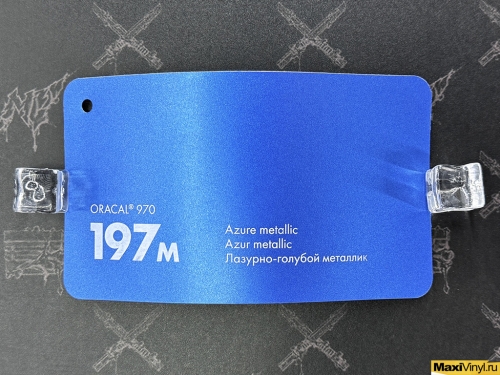 ORACAL® 970
197M
Azure metallic
Azur metallic
Лазурно-голубой металлик
MaxiVinyl.ru